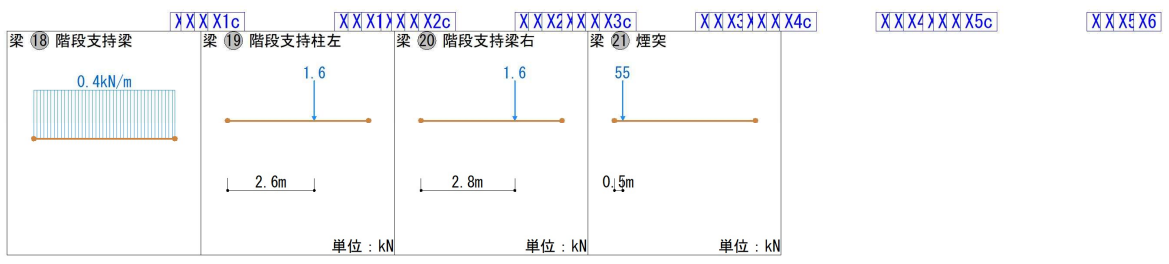 X X X X1c X X X1 X X X2c X X X2 X X X3c X X X3 X X X4c X X X4 X X X X5c X X X5 X6
梁 ⑱ 階段支持梁 梁 ⑲ 階段支持柱左 梁 ⑳ 階段支持梁右 梁 ㉑ 煙突
0.4kN/m 1.6 1.6 55
2.6m 2.8m 0.5m
単位：kN 単位：kN 単位：kN